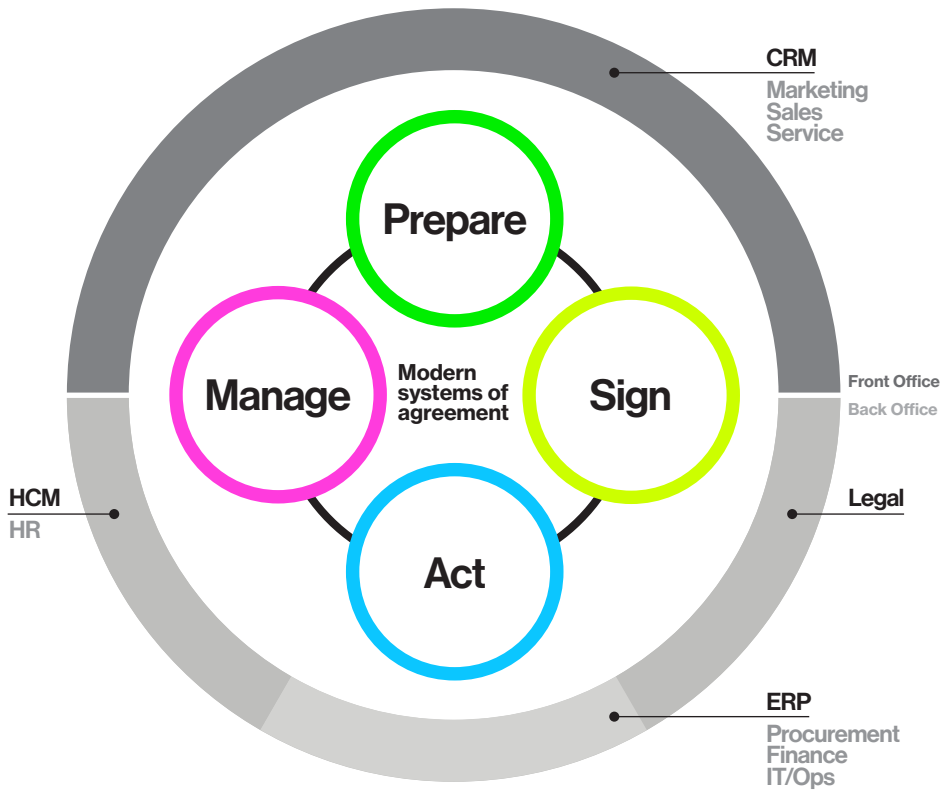 CRM
Marketing
Sales
Service
Prepare
Manage
Modern
systems of
agreement
Sign
Front Office
Back Office
HCM
HR
Legal
Act
ERP
Procurement
Finance
IT/Ops